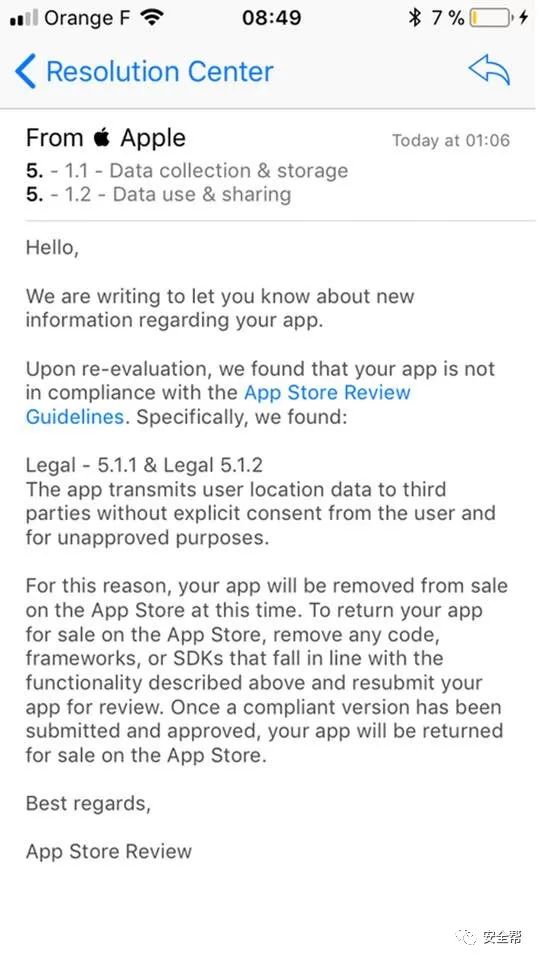 Orange F 08:49 7 %
Resolution Center
From  Apple Today at 01:06
5. - 1.1 - Data collection & storage
5. - 1.2 - Data use & sharing
Hello,
We are writing to let you know about new
information regarding your app.
Upon re-evaluation, we found that your app is not
in compliance with the App Store Review
Guidelines. Specifically, we found:
Legal - 5.1.1 & Legal 5.1.2
The app transmits user location data to third
parties without explicit consent from the user and
for unapproved purposes.
For this reason, your app will be removed from sale
on the App Store at this time. To return your app
for sale on the App Store, remove any code,
frameworks, or SDKs that fall in line with the
functionality described above and resubmit your
app for review. Once a compliant version has been
submitted and approved, your app will be returned
for sale on the App Store.
Best regards,
App Store Review
安全帮